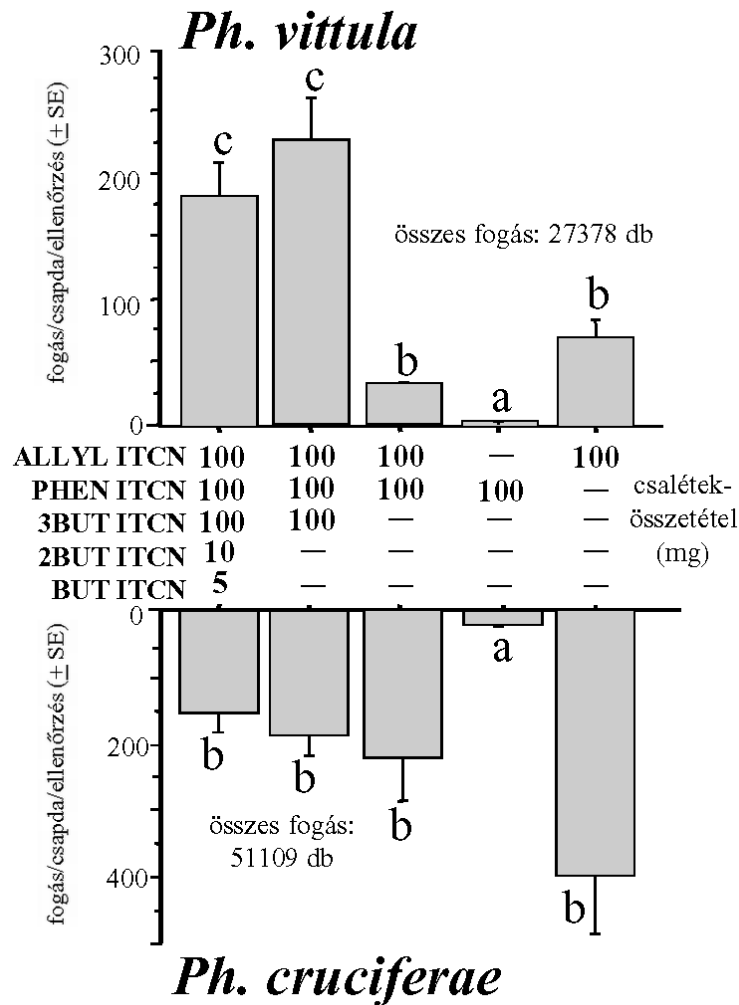 Ph. vittula
300
200
100
0
fogás/csapda/ellenőrzés (± SE)
c
c
b
a
b
összes fogás: 27378 db
ALLYL ITCN 100 100 100 — 100
PHEN ITCN 100 100 100 100 —
3BUT ITCN 100 100 — — —
2BUT ITCN 10 — — — —
BUT ITCN 5 — — — —
csalétek-
összetétel
(mg)
0
200
400
fogás/csapda/ellenőrzés (± SE)
b
b
b
a
b
összes fogás:
51109 db
Ph. cruciferae